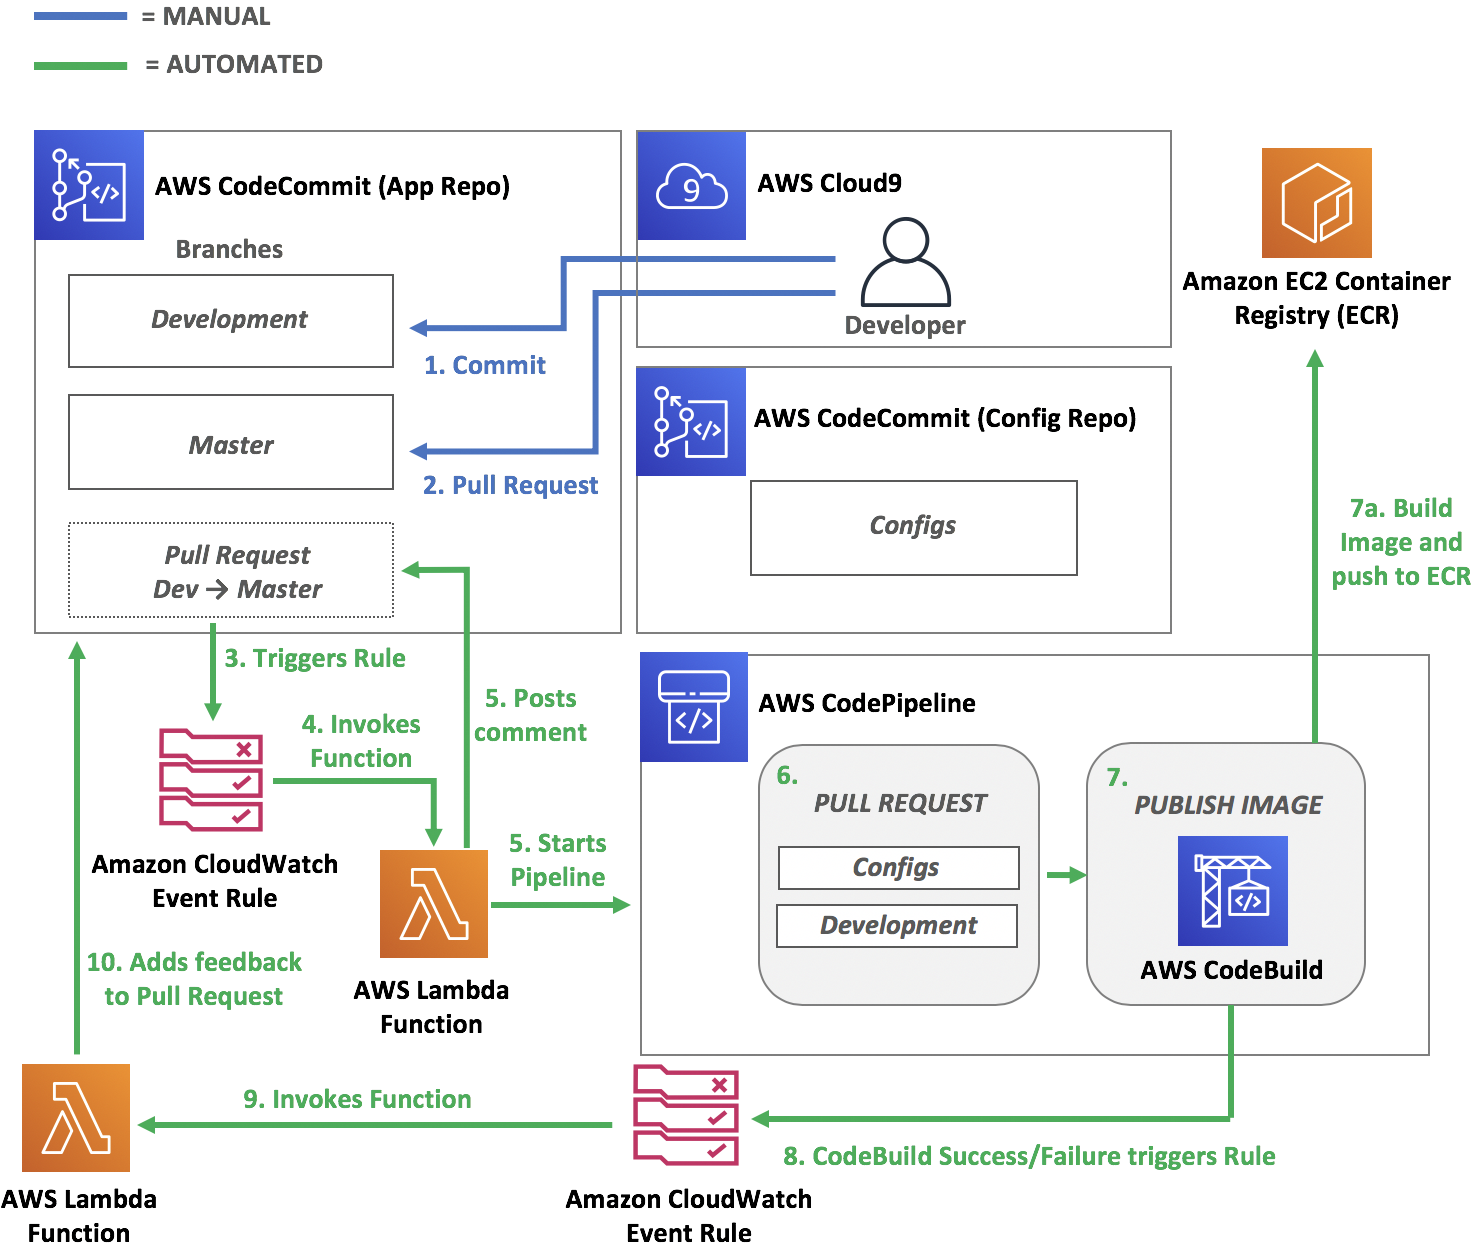 = MANUAL
= AUTOMATED
AWS CodeCommit (App Repo)
Branches
Development
Master
Pull Request
Dev → Master
9
AWS Cloud9
Developer
1. Commit
2. Pull Request
</>
AWS CodeCommit (Config Repo)
</>
Configs
Amazon EC2 Container
Registry (ECR)
7a. Build
Image and
push to ECR
3. Triggers Rule
4. Invokes
Function
5. Posts
comment
Amazon CloudWatch
Event Rule
5. Starts
Pipeline
AWS Lambda
Function
</>
AWS CodePipeline
6.
PULL REQUEST
Configs
Development
7.
PUBLISH IMAGE
</>
AWS CodeBuild
8. CodeBuild Success/Failure triggers Rule
Amazon CloudWatch
Event Rule
9. Invokes Function
10. Adds feedback
to Pull Request
AWS Lambda
Function